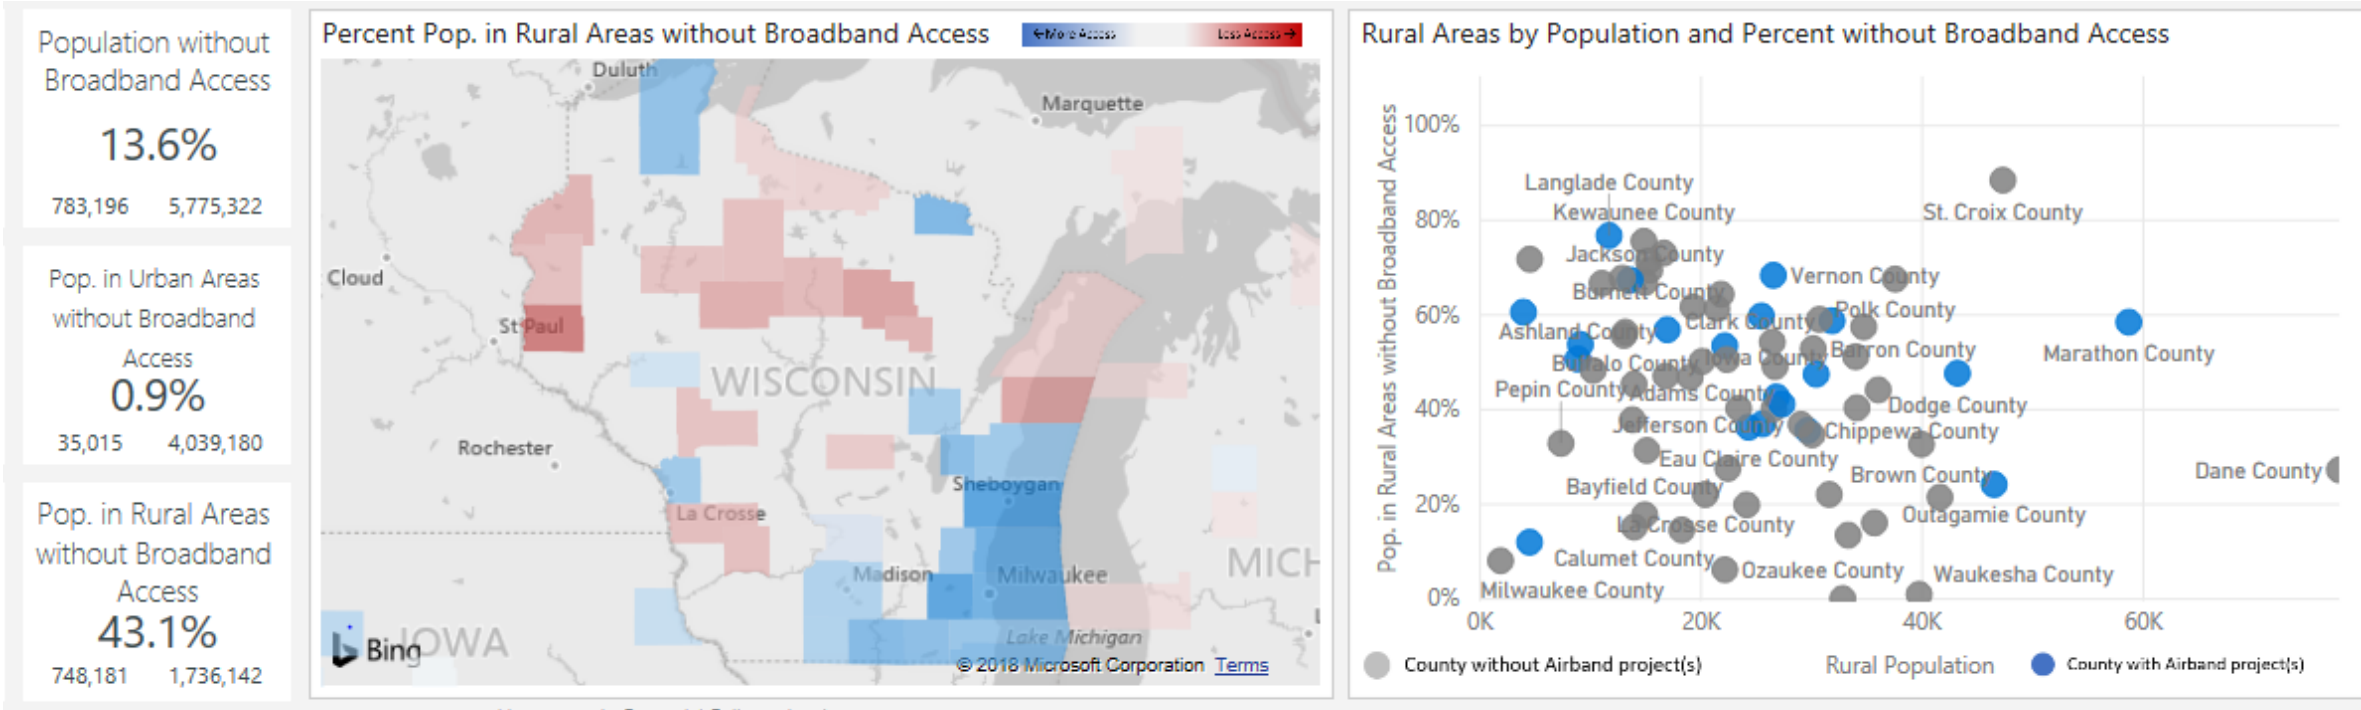 Population without
Broadband Access
13.6%
783,196 5,775,322
Pop. in Urban Areas
without Broadband
Access
0.9%
35,015 4,039,180
Pop. in Rural Areas
without Broadband
Access
43.1%
748,181 1,736,142
Percent Pop. in Rural Areas without Broadband Access
←More Access
Less Access→
Duluth
Marquette
Cloud
St Paul
WISCONSIN
Rochester
Sheboygan
La Crosse
MICH
Madison
Milwaukee
IOWA
Lake Michigan
Bing
© 2018 Microsoft Corporation Terms
Rural Areas by Population and Percent without Broadband Access
Pop. in Rural Areas without Broadband Access
100%
80%
60%
40%
20%
0%
Langlade County
Kewaunee County
St. Croix County
Jackson County
Vernon County
Burnett County
Polk County
Ashland County
Clark County
Barron County
Marathon County
Buffalo County
Iowa County
Pepin County
Adams County
Dodge County
Jefferson County
Chippewa County
Eau Claire County
Brown County
Dane County
Bayfield County
Outagamie County
La Crosse County
Calumet County
Ozaukee County
Waukesha County
Milwaukee County
0K 20K 40K 60K
County without Airband project(s)
Rural Population
County with Airband project(s)